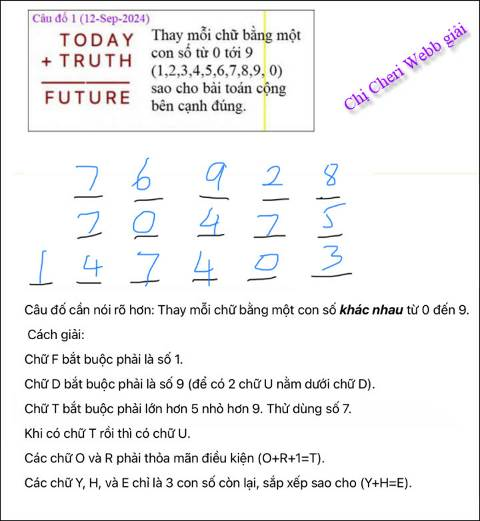 Câu đố 1 (12-Sep-2024)
TODAY
+ TRUTH
FUTURE
Thay mỗi chữ bằng một
con số từ 0 tới 9
(1,2,3,4,5,6,7,8,9, 0)
sao cho bài toán cộng
bên cạnh đúng.
Chị Cheri Webb giải
7 6 9 2 8
7 0 4 7 5
1 4 7 4 0 3
Câu đố cần nói rõ hơn: Thay mỗi chữ bằng một con số khác nhau từ 0 đến 9.
Cách giải:
Chữ F bắt buộc phải là số 1.
Chữ D bắt buộc phải là số 9 (để có 2 chữ U nằm dưới chữ D).
Chữ T bắt buộc phải lớn hơn 5 nhỏ hơn 9. Thử dùng số 7.
Khi có chữ T rồi thì có chữ U.
Các chữ O và R phải thỏa mãn điều kiện (O+R+1=T).
Các chữ Y, H, và E chỉ là 3 con số còn lại, sắp xếp sao cho (Y+H=E).